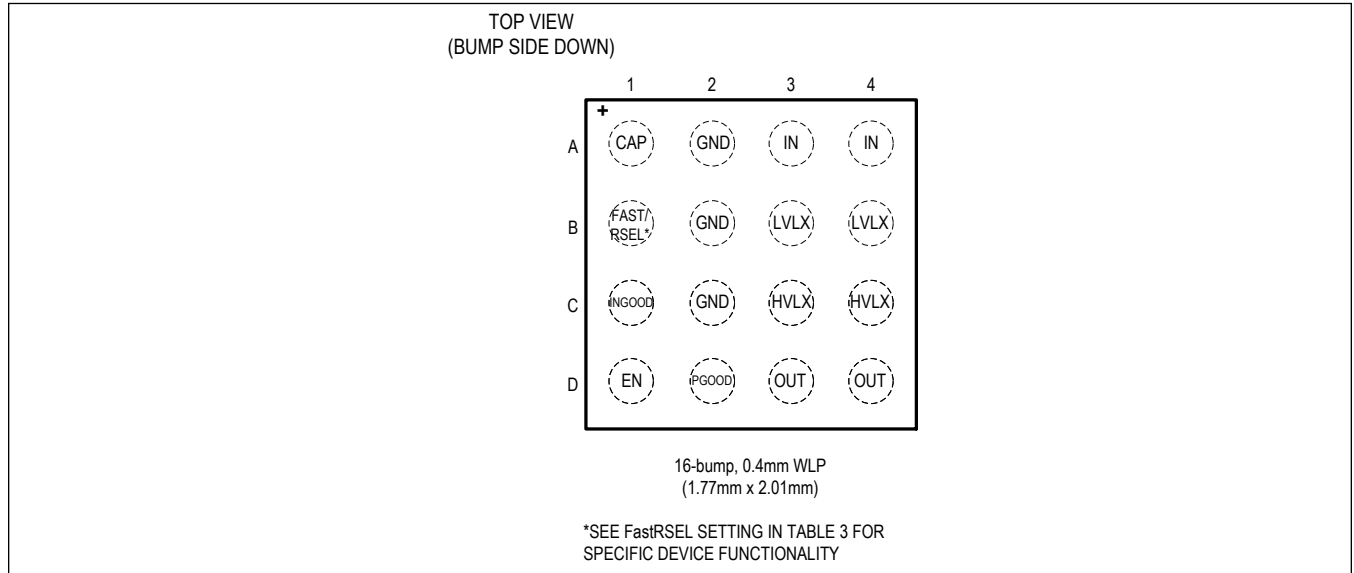 TOP VIEW
(BUMP SIDE DOWN)
1 2 3 4
+
A CAP GND IN IN
B FAST/ RSEL* GND LVLX LVLX
C INGOOD GND HVLX HVLX
D EN PGOOD OUT OUT
16-bump, 0.4mm WLP
(1.77mm x 2.01mm)
*SEE FastRSEL SETTING IN TABLE 3 FOR
SPECIFIC DEVICE FUNCTIONALITY